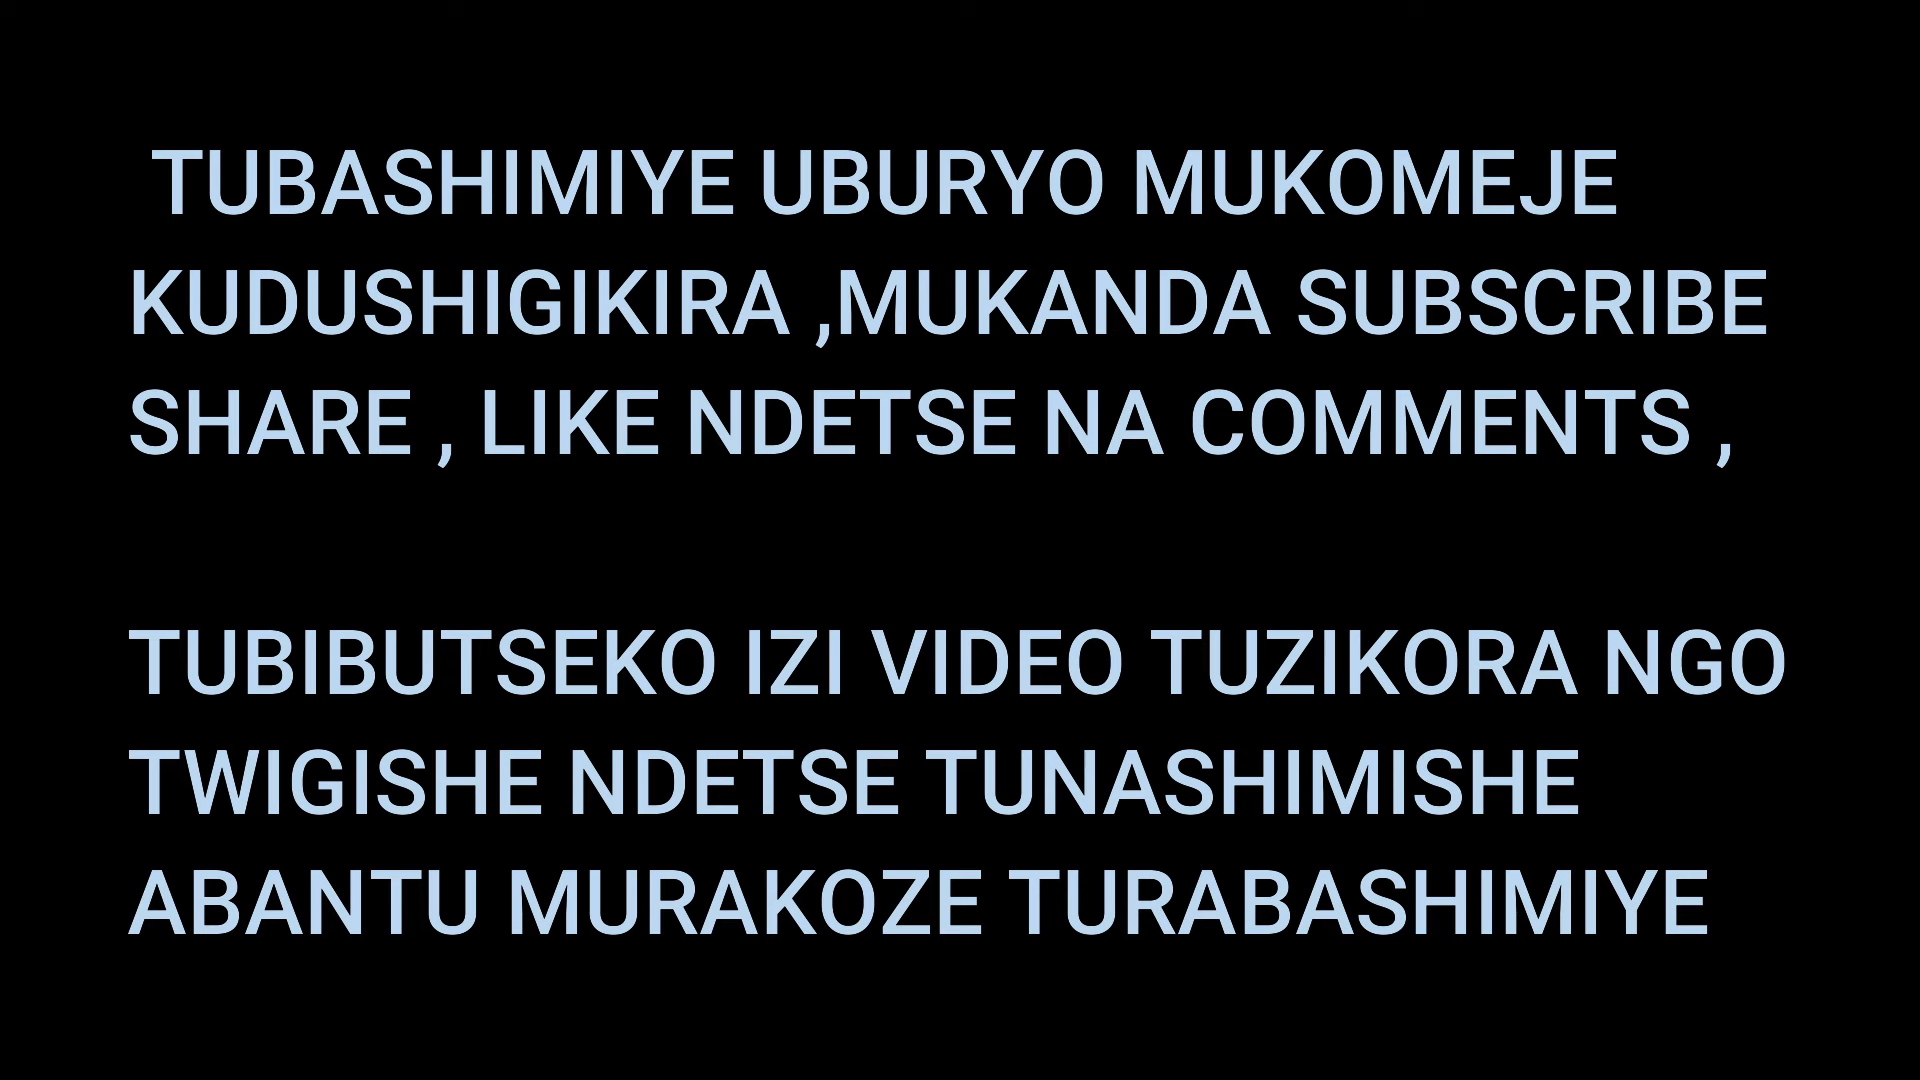 TUBASHIMIYE UBURYO MUKOMEJE
KUDUSHIGIKIRA ,MUKANDA SUBSCRIBE
SHARE , LIKE NDETSE NA COMMENTS ,
TUBIBUTSEKO IZI VIDEO TUZIKORA NGO
TWIGISHE NDETSE TUNASHIMISHE
ABANTU MURAKOZE TURABASHIMIYE